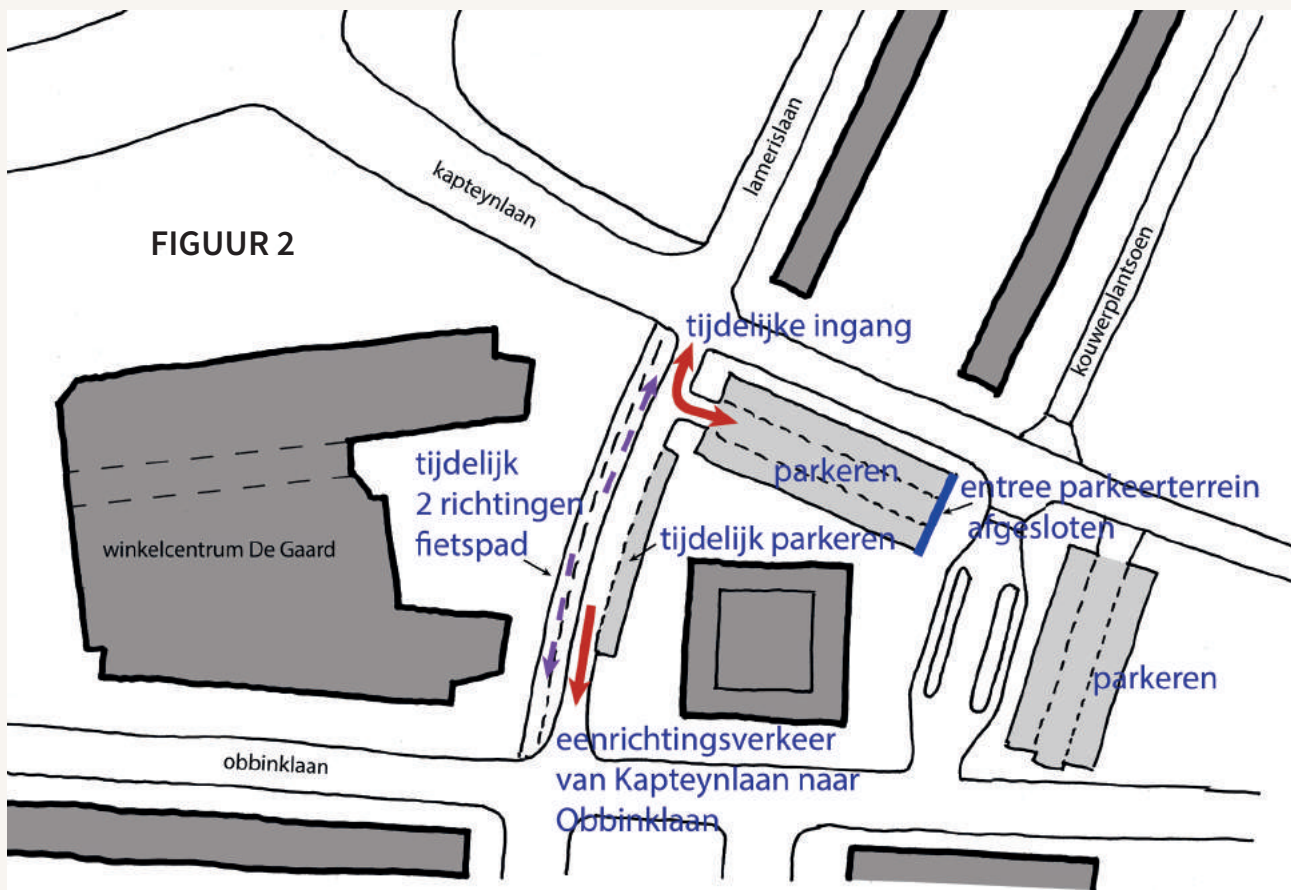 kapteynlaan
lamerislaan
kouwerplantsoen
FIGUUR 2
tijdelijke ingang
tijdelijk
2 richtingen
fietspad
parkeren
entree parkeerterrein
afgesloten
winkelcentrum De Gaard
tijdelijk parkeren
parkeren
eenrichtingsverkeer
van Kapteynlaan naar
Obbinklaan
obbinklaan